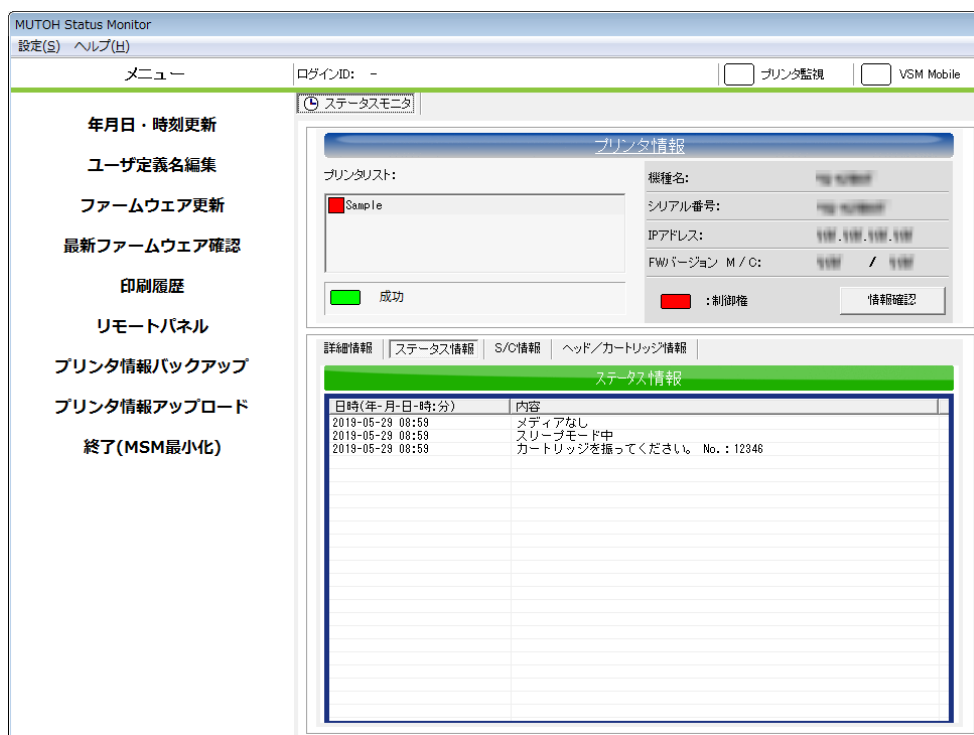 MUTOH Status Monitor
設定(S) ヘルプ(H)
メニュー
ログインID: -
プリンタ監視
VSM Mobile
年月日・時刻更新
ユーザ定義名編集
ファームウェア更新
最新ファームウェア確認
印刷履歴
リモートパネル
プリンタ情報バックアップ
プリンタ情報アップロード
終了(MSM最小化)
ステータスモニタ
プリンタ情報
プリンタリスト:
Sample
成功
機種名:
シリアル番号:
IPアドレス:
FWバージョン M / C: /
:制御権
情報確認
詳細情報 ステータス情報 S/C情報 ヘッド/カートリッジ情報
ステータス情報
日時(年-月-日-時:分) 内容
2019-05-29 08:59 メディアなし
2019-05-29 08:59 スリープモード中
2019-05-29 08:59 カートリッジを振ってください。 No.:12346